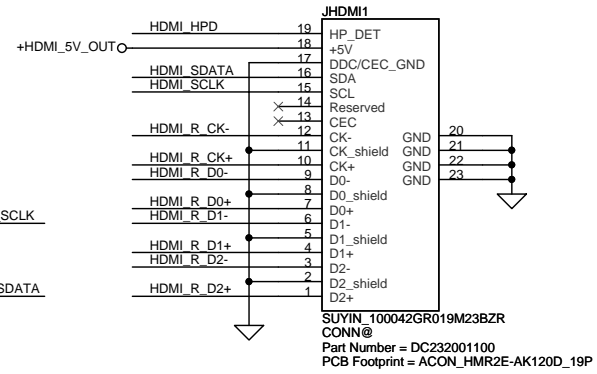 JHDMI1
HDMI_HPD 19 HP_DET
+HDMI_5V_OUT 18 +5V
17 DDC/CEC_GND
HDMI_SDATA 16 SDA
HDMI_SCLK 15 SCL
14 Reserved
13 CEC
HDMI_R_CK- 12 CK- GND 20
11 CK_shield GND 21
HDMI_R_CK+ 10 CK+ GND 22
HDMI_R_D0- 9 D0- GND 23
8 D0_shield
HDMI_R_D0+ 7 D0+
SCLK HDMI_R_D1- 6 D1-
5 D1_shield
HDMI_R_D1+ 4 D1+
HDMI_R_D2- 3 D2-
2 D2_shield
SDATA HDMI_R_D2+ 1 D2+
SUYIN_100042GR019M23BZR
CONN@
Part Number = DC232001100
PCB Footprint = ACON_HMR2E-AK120D_19P